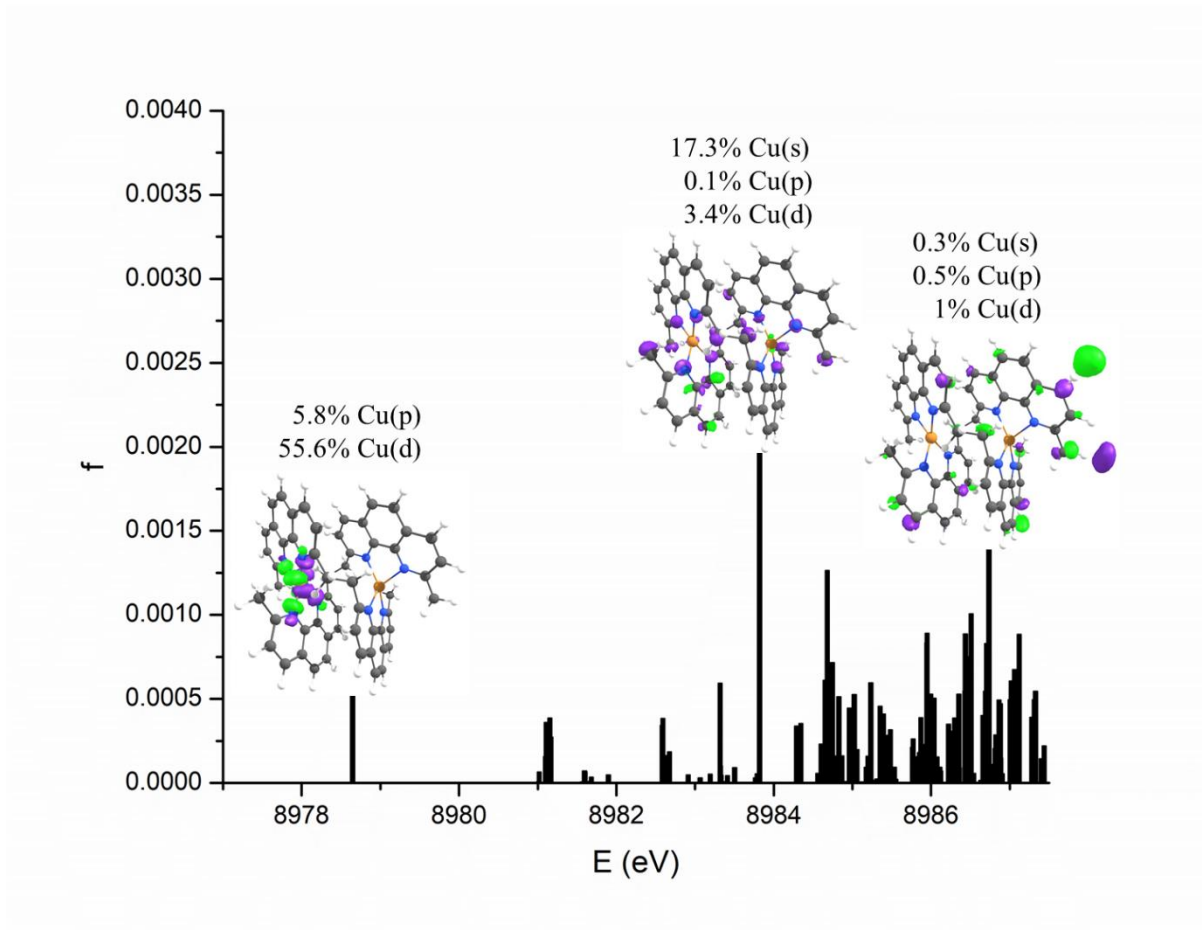 0.0040
0.0035
0.0030
0.0025
0.0020
0.0015
0.0010
0.0005
0.0000
f
17.3% Cu(s)
0.1% Cu(p)
3.4% Cu(d)
0.3% Cu(s)
0.5% Cu(p)
1% Cu(d)
5.8% Cu(p)
55.6% Cu(d)
8978
8980
8982
8984
8986
E (eV)